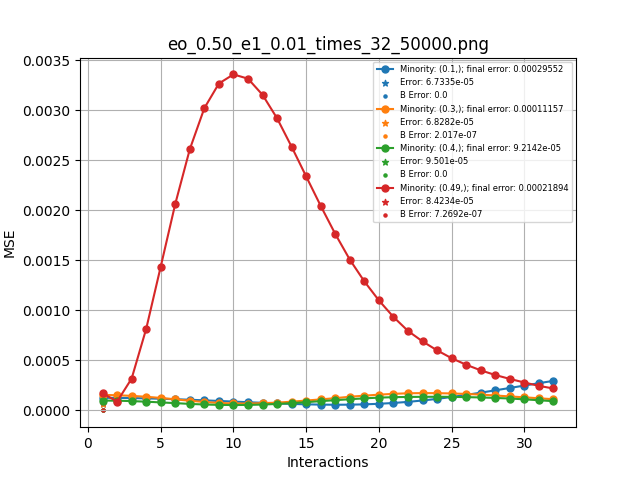 eo_0.50_e1_0.01_times_32_50000.png
0.0035
0.0030
0.0025
0.0020
0.0015
0.0010
0.0005
0.0000
MSE
Minority: (0.1,); final error: 0.00029552
Error: 6.7335e-05
B Error: 0.0
Minority: (0.3,); final error: 0.00011157
Error: 6.8282e-05
B Error: 2.017e-07
Minority: (0.4,); final error: 9.2142e-05
Error: 9.501e-05
B Error: 0.0
Minority: (0.49,); final error: 0.00021894
Error: 8.4234e-05
B Error: 7.2692e-07
0 5 10 15 20 25 30
Interactions